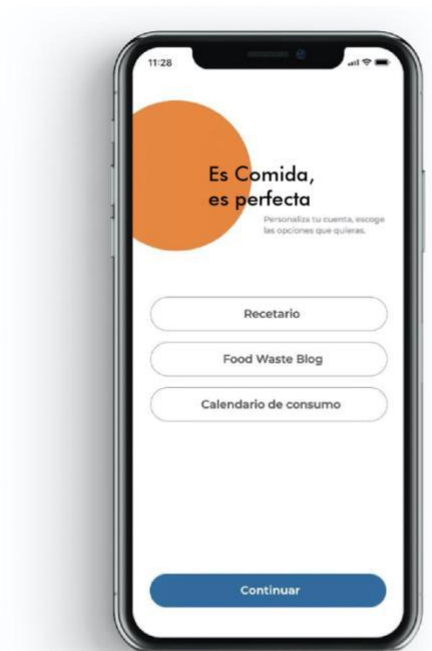 11:28
Es Comida,
es perfecta
Personaliza tu cuenta, escoge
las opciones que quieras.
Recetario
Food Waste Blog
Calendario de consumo
Continuar